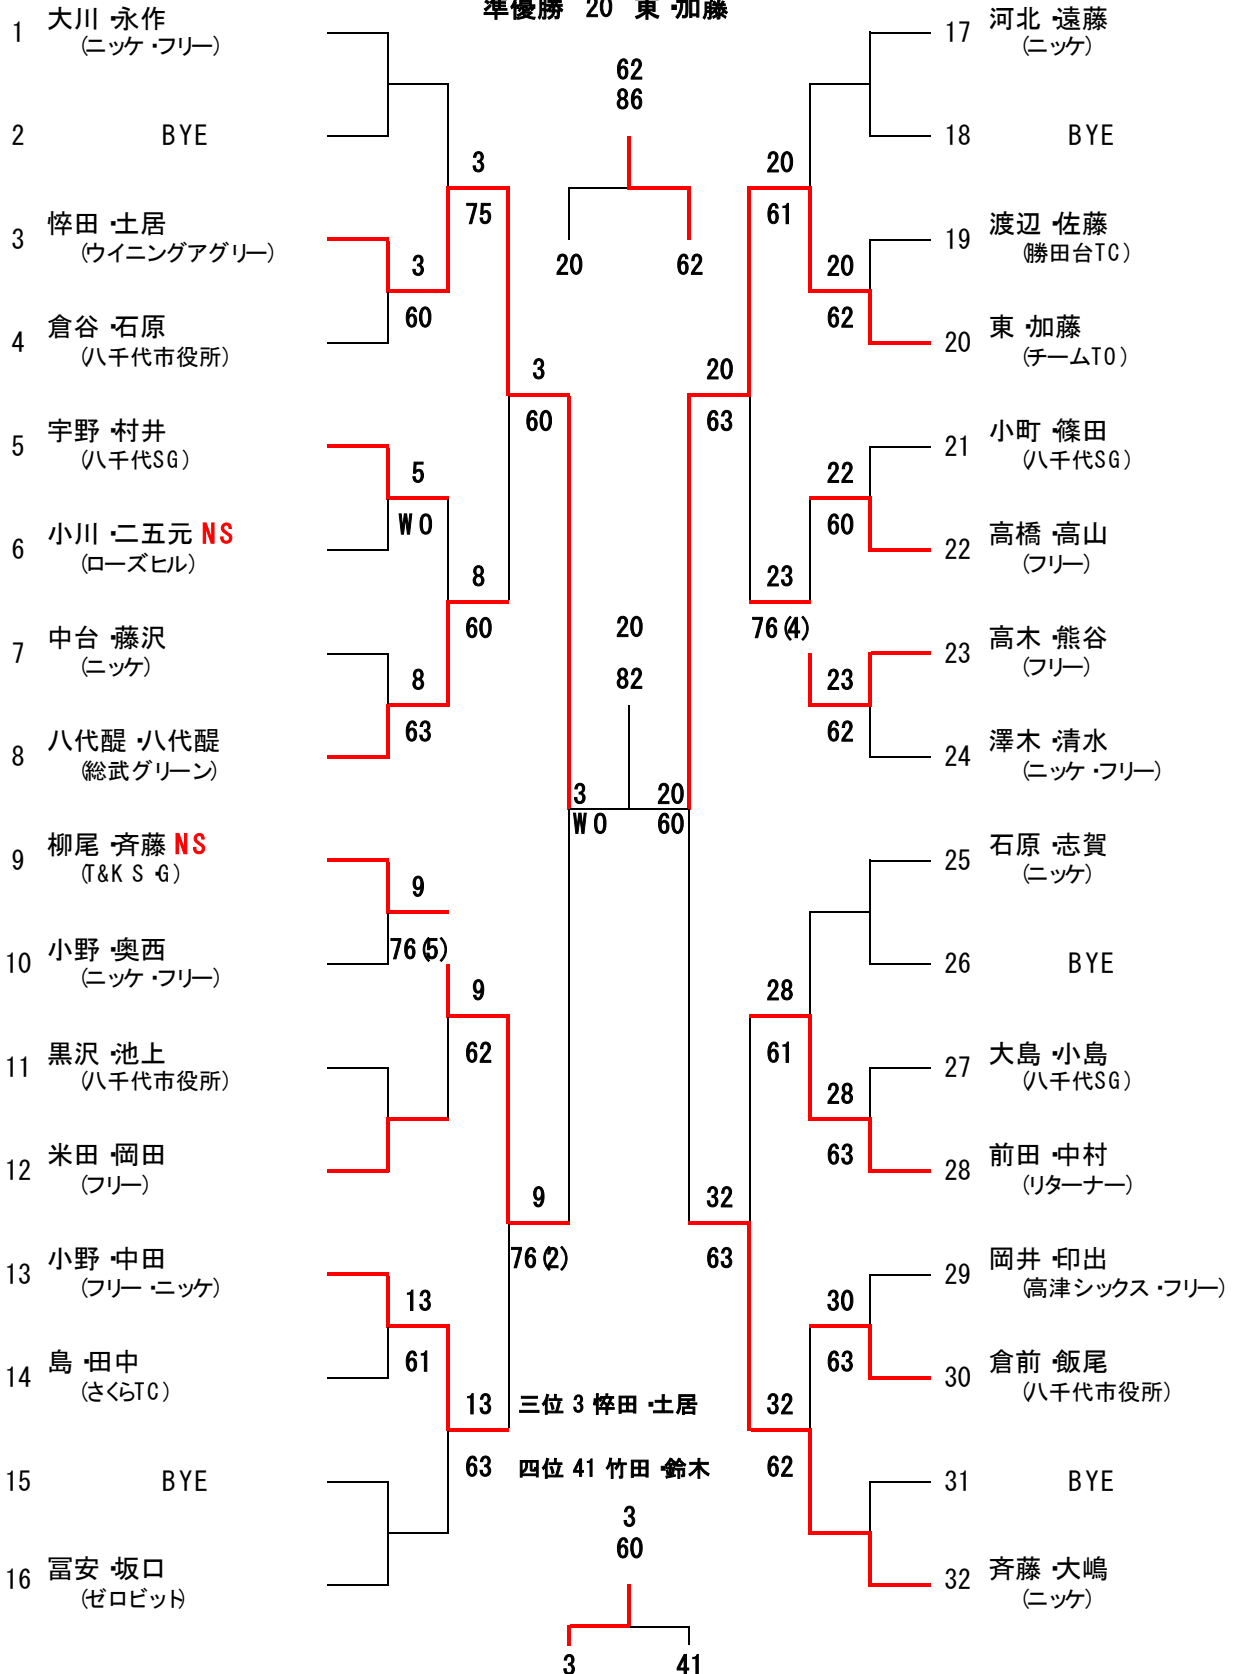 準優勝 20 東・加藤
1 大川・永作
(ニッケ・フリー)
2 BYE
3 悴田・土居
(ウイニングアグリー)
4 倉谷・石原
(八千代市役所)
5 宇野・村井
(八千代SG)
6 小川・二五元 NS
(ローズヒル)
7 中台・藤沢
(ニッケ)
8 八代醍・八代醍
(総武グリーン)
9 柳尾・斉藤 NS
(T&K S・G)
10 小野・奥西
(ニッケ・フリー)
11 黒沢・池上
(八千代市役所)
12 米田・岡田
(フリー)
13 小野・中田
(フリー・ニッケ)
14 島・田中
(さくらTC)
15 BYE
16 冨安・坂口
(ゼロビット)
3
60
5
W0
8
63
9
76(5)
13
61
3
75
8
60
9
62
13
63
3
60
9
76(2)
3
W0
62
86
20
62
20
82
20
60
三位 3 悴田・土居
四位 41 竹田・鈴木
3
60
3
41
20
63
32
63
20
61
23
76(4)
28
61
32
62
20
62
22
60
23
62
28
63
30
63
17 河北・遠藤
(ニッケ)
18 BYE
19 渡辺・佐藤
(勝田台TC)
20 東・加藤
(チームTO)
21 小町・篠田
(八千代SG)
22 高橋・高山
(フリー)
23 高木・熊谷
(フリー)
24 澤木・清水
(ニッケ・フリー)
25 石原・志賀
(ニッケ)
26 BYE
27 大島・小島
(八千代SG)
28 前田・中村
(リターナー)
29 岡井・印出
(高津シックス・フリー)
30 倉前・飯尾
(八千代市役所)
31 BYE
32 斉藤・大嶋
(ニッケ)